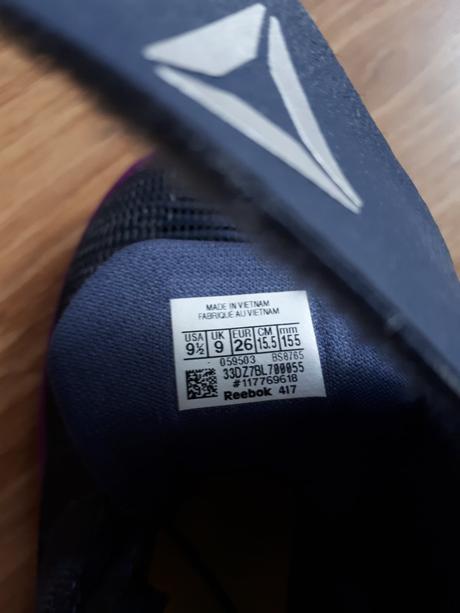 MADE IN VIETNAM
FABRIQUE AU VIETNAM
USA UK EUR CM mm
9½ 9 26 15.5 155
059503 BS8765
33DZ7BL700055
#117769618
Reebok 417